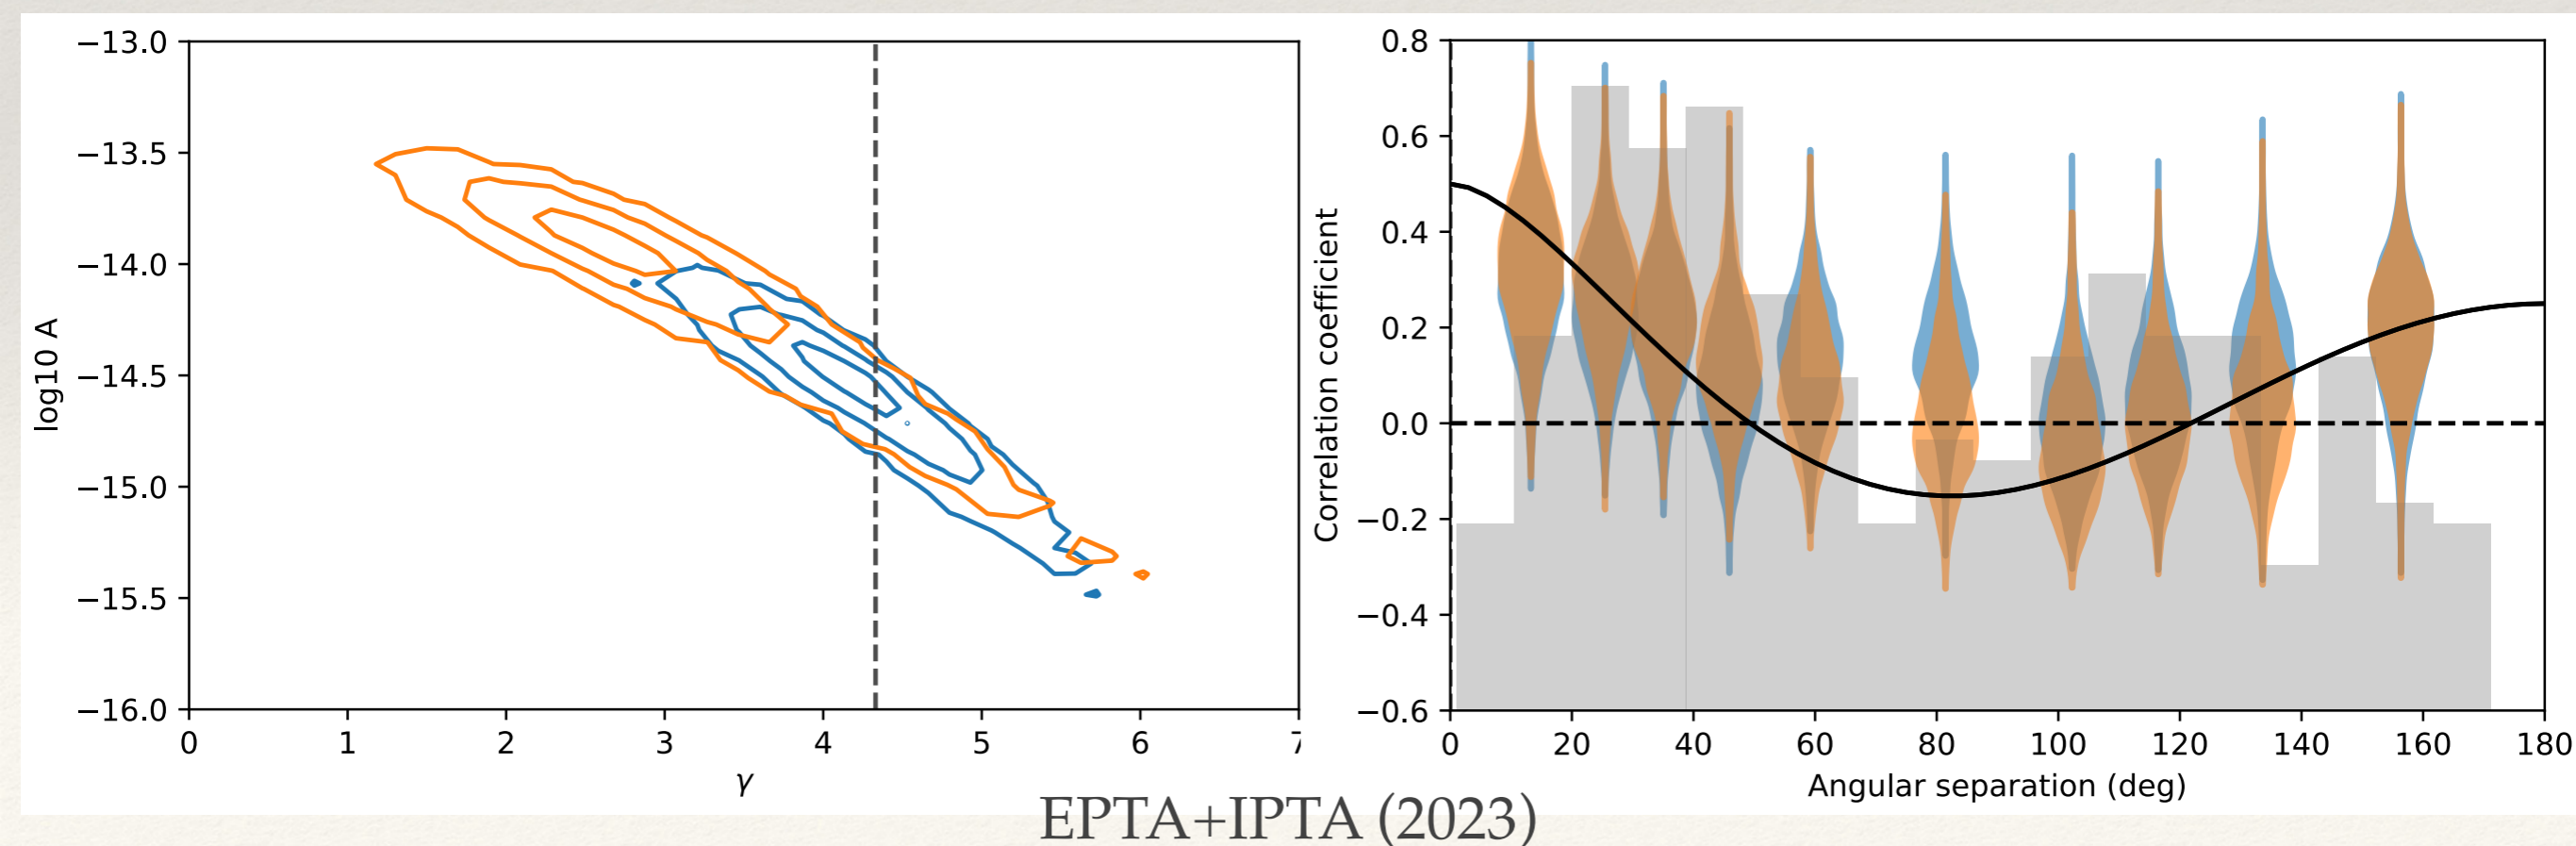 −13.0
−13.5
−14.0
−14.5
−15.0
−15.5
−16.0
log10 A
0 1 2 3 4 5 6 7
γ
0.8
0.6
0.4
0.2
0.0
−0.2
−0.4
−0.6
Correlation coefficient
0 20 40 60 80 100 120 140 160 180
Angular separation (deg)
EPTA+IPTA (2023)